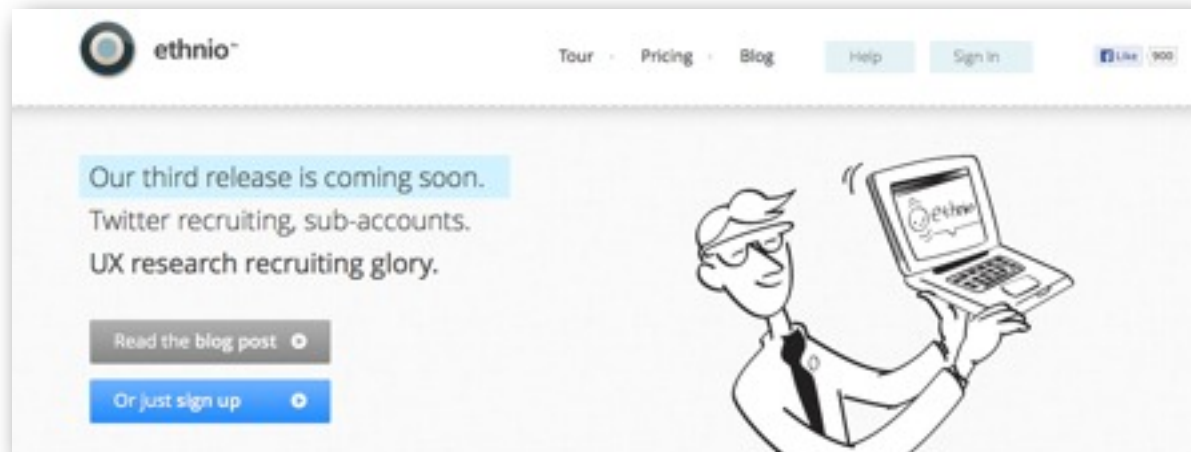 ethnio™
Tour · Pricing · Blog Help Sign In Like 900
Our third release is coming soon.
Twitter recruiting, sub-accounts.
UX research recruiting glory.
ethnio
Read the blog post
Or just sign up